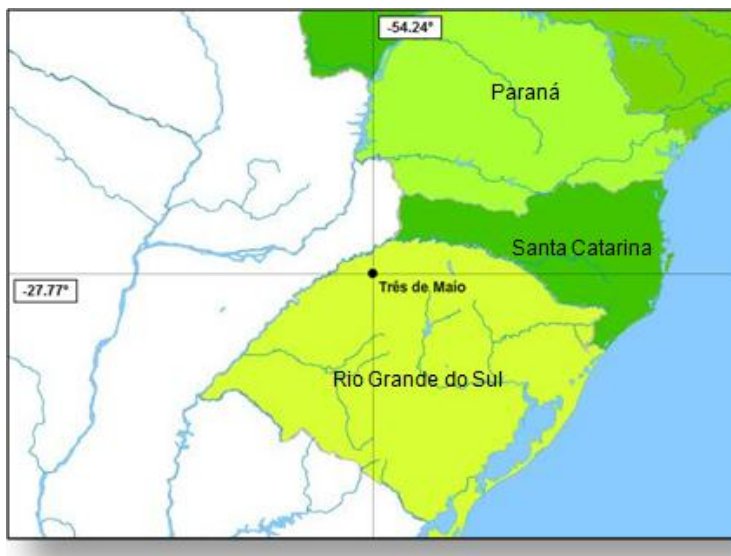 -54.24°
Paraná
Santa Catarina
-27.77°
Três de Maio
Rio Grande do Sul